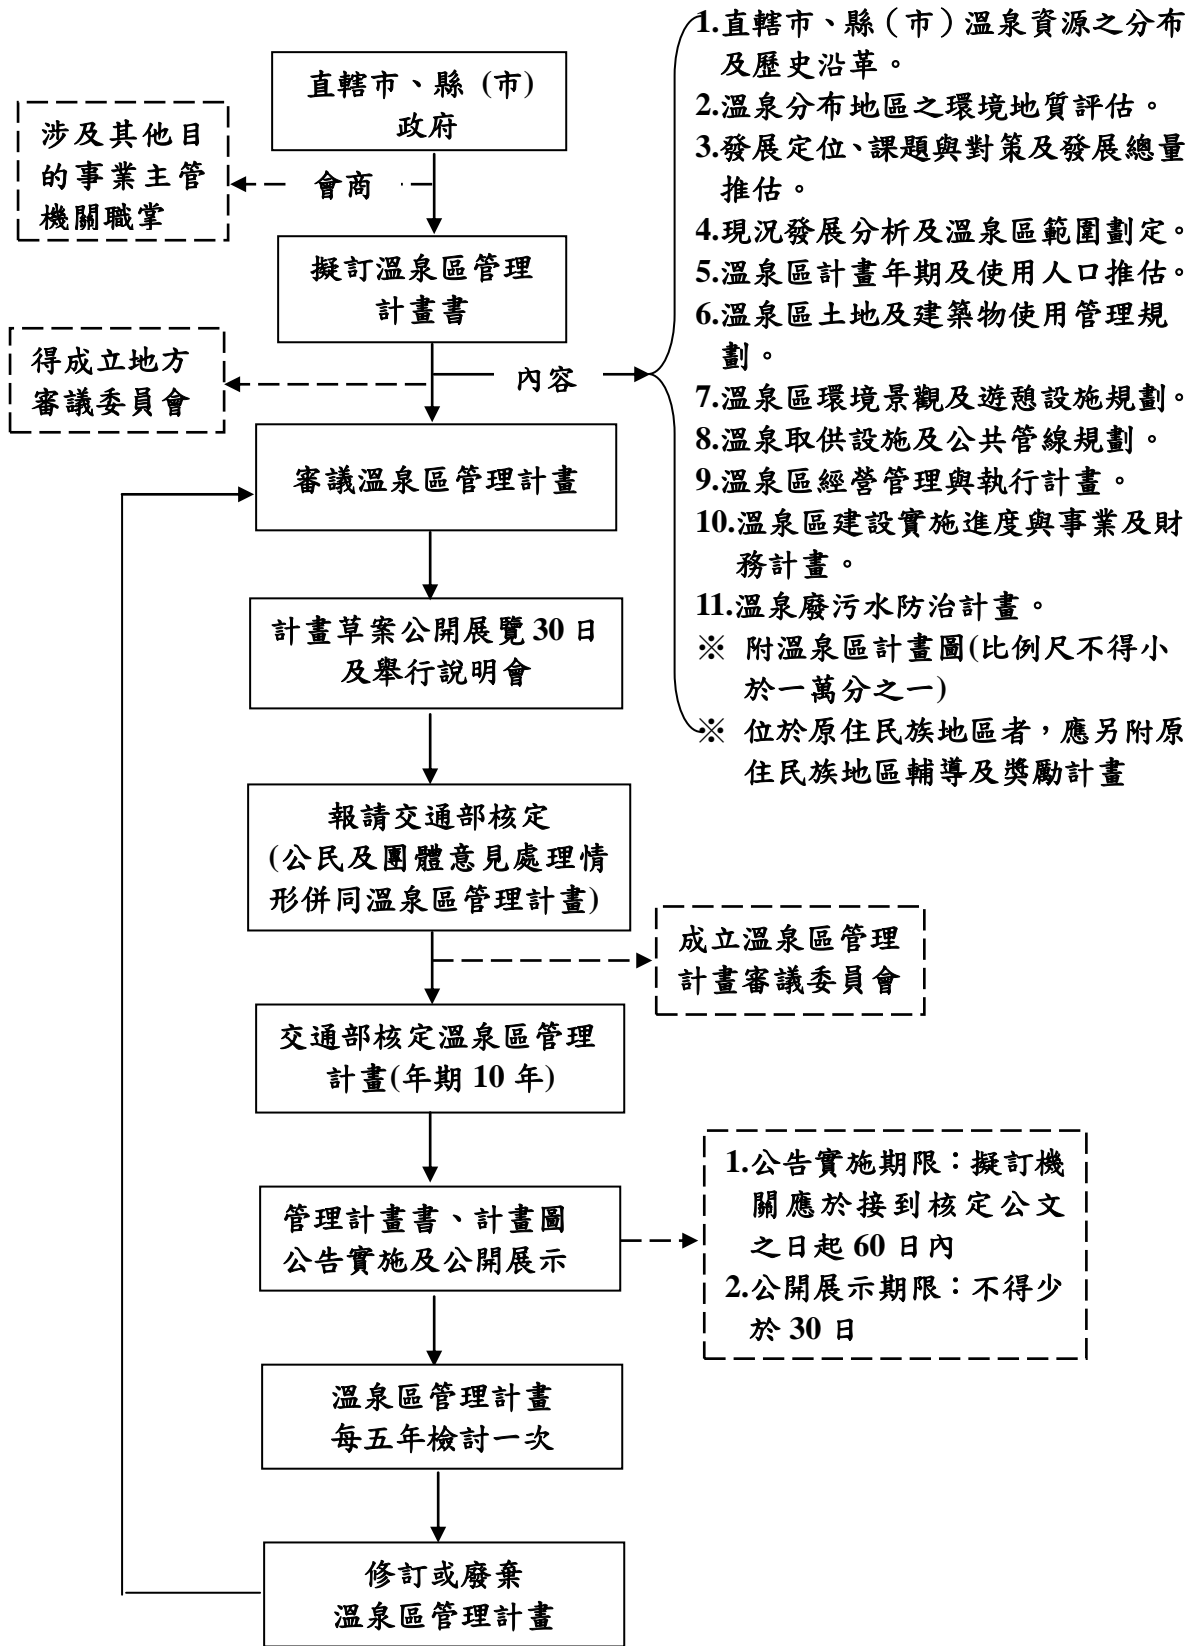 直轄市、縣 (市)
政府
涉及其他目
的事業主管
機關職掌
會商
擬訂溫泉區管理
計畫書
得成立地方
審議委員會
內容
1.直轄市、縣（市）溫泉資源之分布
及歷史沿革。
2.溫泉分布地區之環境地質評估。
3.發展定位、課題與對策及發展總量
推估。
4.現況發展分析及溫泉區範圍劃定。
5.溫泉區計畫年期及使用人口推估。
6.溫泉區土地及建築物使用管理規
劃。
7.溫泉區環境景觀及遊憩設施規劃。
8.溫泉取供設施及公共管線規劃。
9.溫泉區經營管理與執行計畫。
10.溫泉區建設實施進度與事業及財
務計畫。
11.溫泉廢污水防治計畫。
※ 附溫泉區計畫圖(比例尺不得小
於一萬分之一)
※ 位於原住民族地區者，應另附原
住民族地區輔導及獎勵計畫
審議溫泉區管理計畫
計畫草案公開展覽 30 日
及舉行說明會
報請交通部核定
(公民及團體意見處理情
形併同溫泉區管理計畫)
成立溫泉區管理
計畫審議委員會
交通部核定溫泉區管理
計畫(年期 10 年)
管理計畫書、計畫圖
公告實施及公開展示
1.公告實施期限：擬訂機
關應於接到核定公文
之日起 60 日內
2.公開展示期限：不得少
於 30 日
溫泉區管理計畫
每五年檢討一次
修訂或廢棄
溫泉區管理計畫